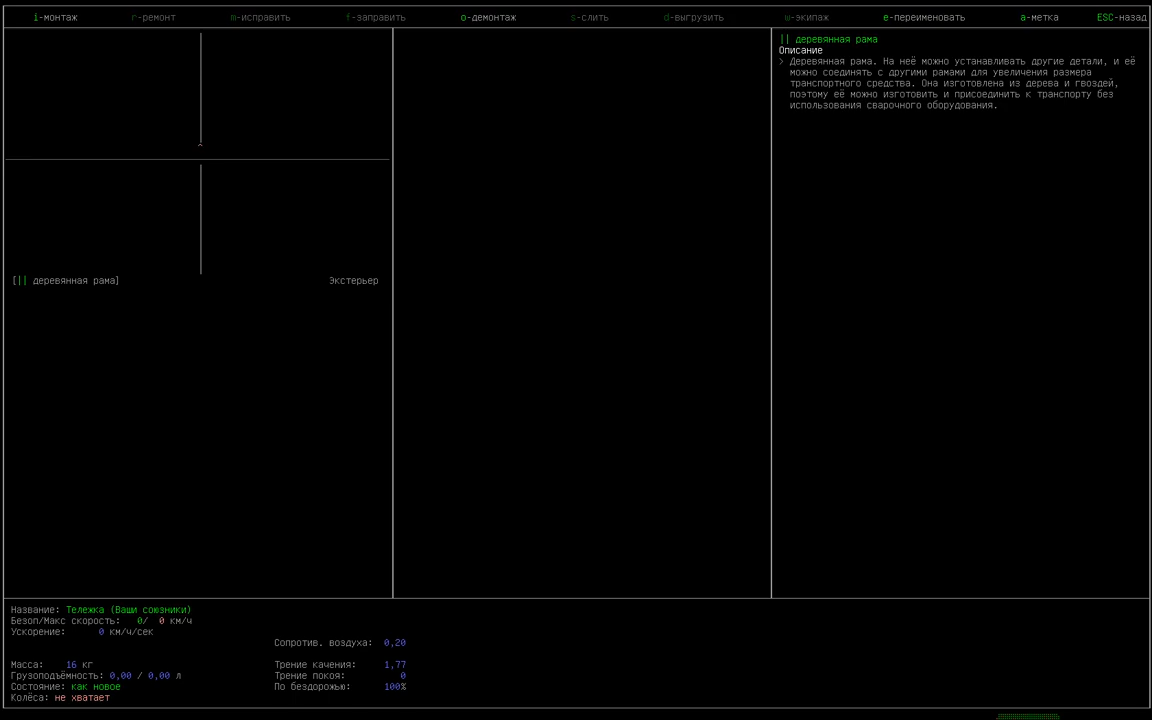 i-монтаж r-ремонт m-исправить f-заправить o-демонтаж s-слить d-выгрузить w-экипаж e-переименовать a-метка ESC-назад
|| деревянная рама
Описание
> Деревянная рама. На неё можно устанавливать другие детали, и её
можно соединять с другими рамами для увеличения размера
транспортного средства. Она изготовлена из дерева и гвоздей,
поэтому её можно изготовить и присоединить к транспорту без
использования сварочного оборудования.
^
[|| деревянная рама] Экстерьер
Название: Тележка (Ваши союзники)
Безоп/Макс скорость: 0/ 0 км/ч
Ускорение: 0 км/ч/сек
Сопротив. воздуха: 0,20
Масса: 16 кг Трение качения: 1,77
Грузоподъёмность: 0,00 / 0,00 л Трение покоя: 0
Состояние: как новое По бездорожью: 100%
Колёса: не хватает